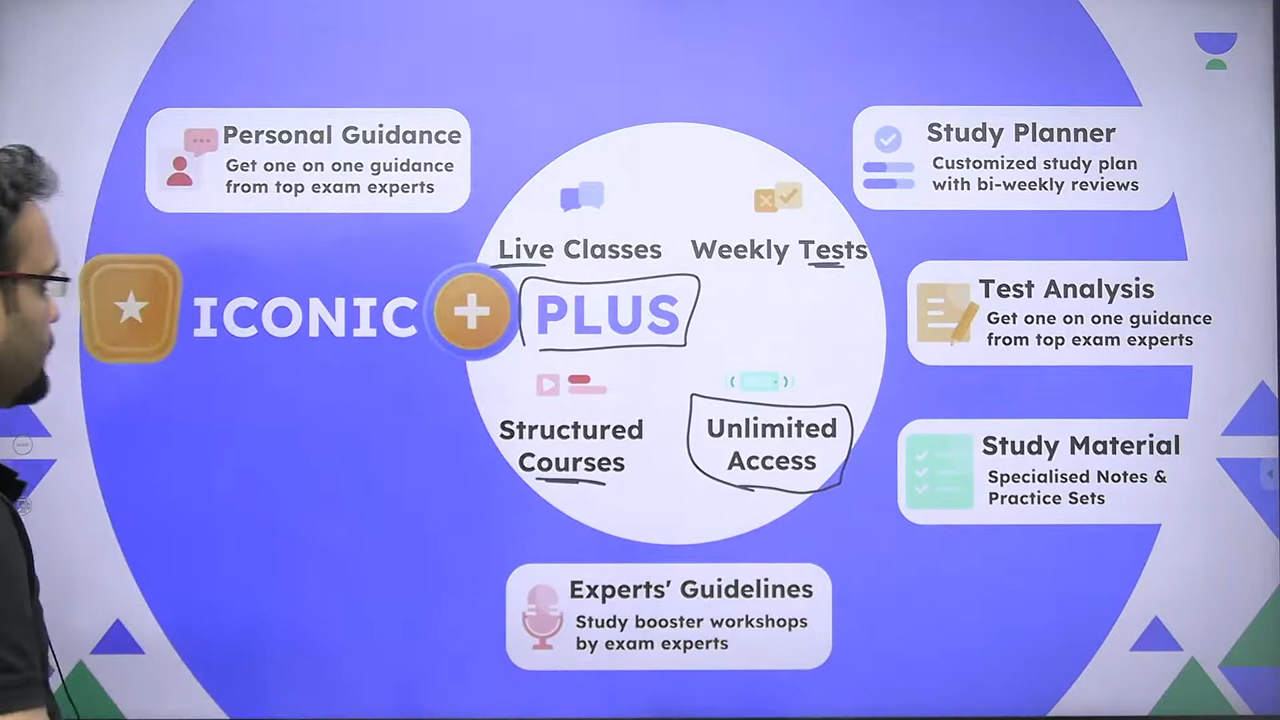 Personal Guidance
Get one on one guidance
from top exam experts
Study Planner
Customized study plan
with bi-weekly reviews
Live Classes
Weekly Tests
ICONIC
PLUS
Test Analysis
Get one on one guidance
from top exam experts
Structured
Courses
Unlimited
Access
Study Material
Specialised Notes &
Practice Sets
Experts' Guidelines
Study booster workshops
by exam experts